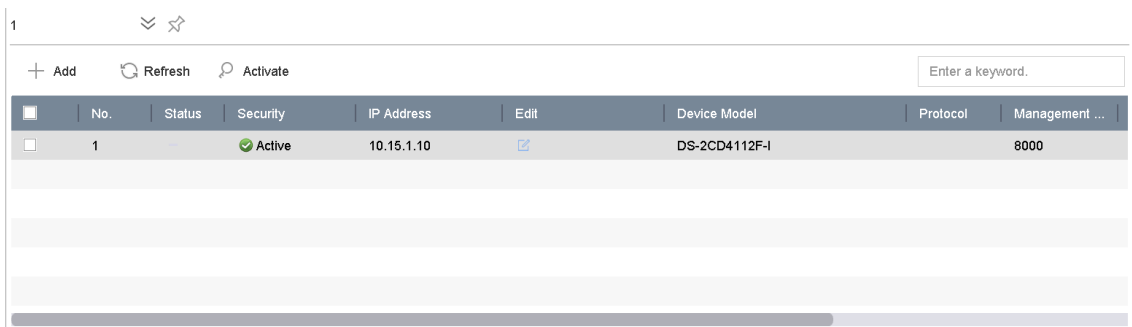 1
Add Refresh Activate Enter a keyword.
No. Status Security IP Address Edit Device Model Protocol Management ...
1 Active 10.15.1.10 DS-2CD4112F-I 8000